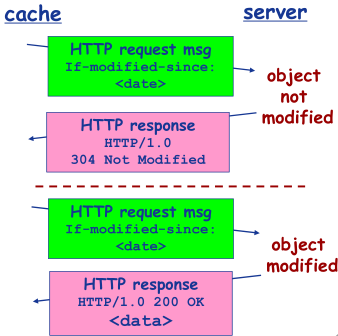 cache
server
HTTP request msg
If-modified-since:
<date>
object
not
modified
HTTP response
HTTP/1.0
304 Not Modified
HTTP request msg
If-modified-since:
<date>
object
modified
HTTP response
HTTP/1.0 200 OK
<data>